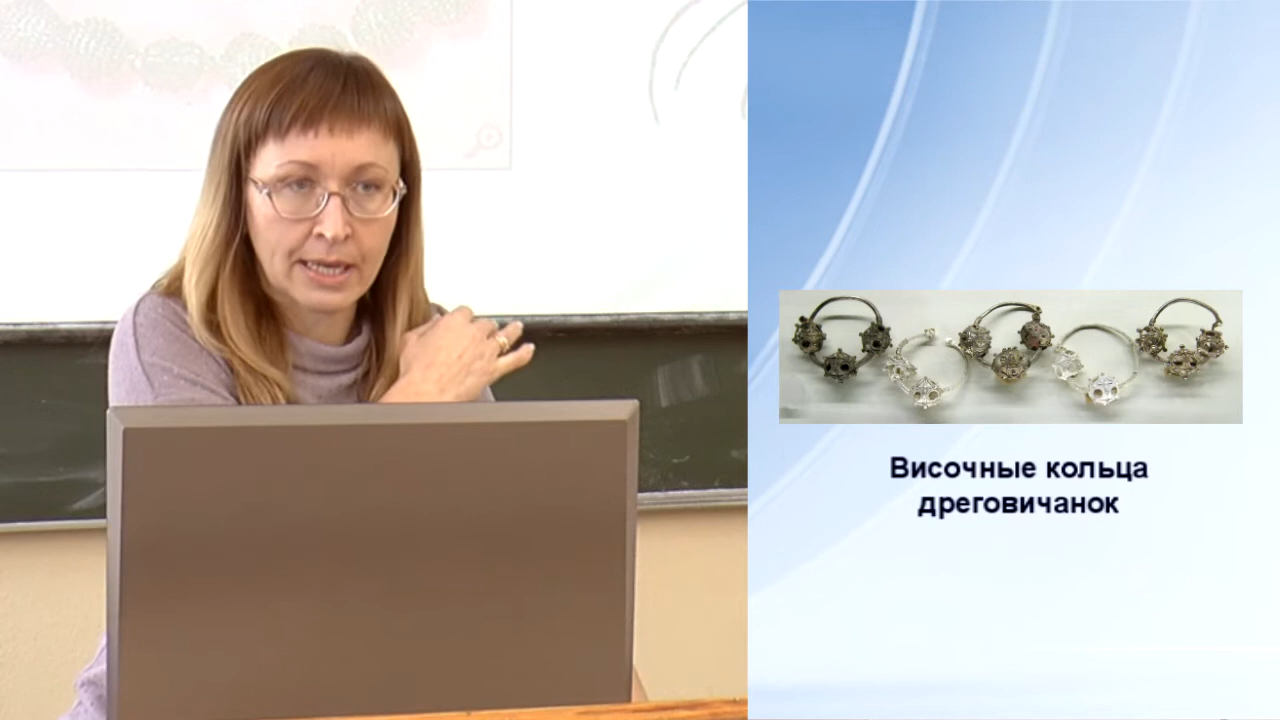 Височные кольца
дреговичанок